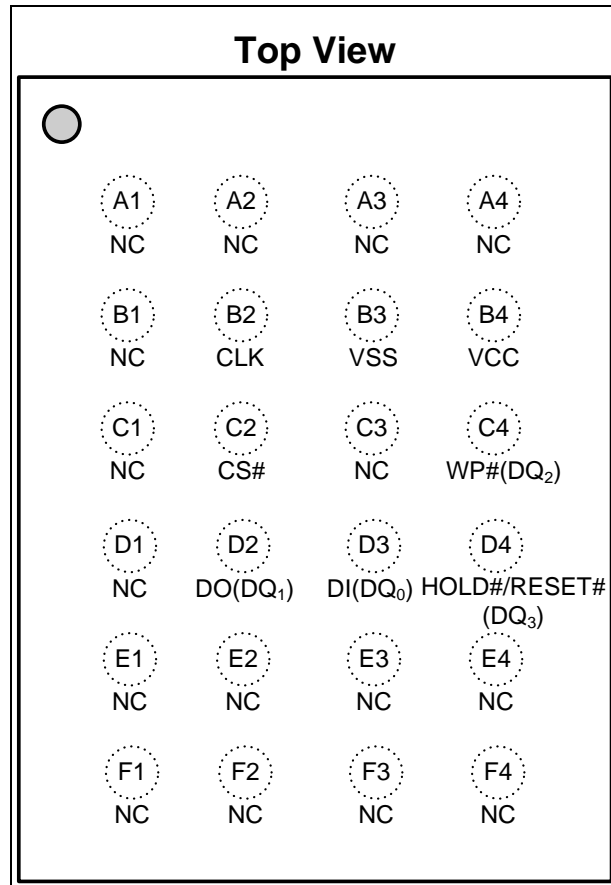 Top View
A1 A2 A3 A4
NC NC NC NC
B1 B2 B3 B4
NC CLK VSS VCC
C1 C2 C3 C4
NC CS# NC WP#(DQ₂)
D1 D2 D3 D4
NC DO(DQ₁) DI(DQ₀) HOLD#/RESET#
(DQ₃)
E1 E2 E3 E4
NC NC NC NC
F1 F2 F3 F4
NC NC NC NC